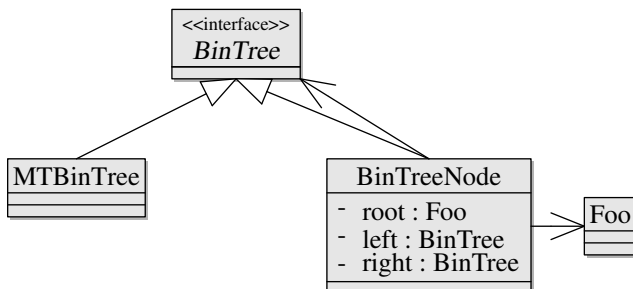 <<interface>>
BinTree
MTBinTree
BinTreeNode
- root : Foo
- left : BinTree
- right : BinTree
Foo